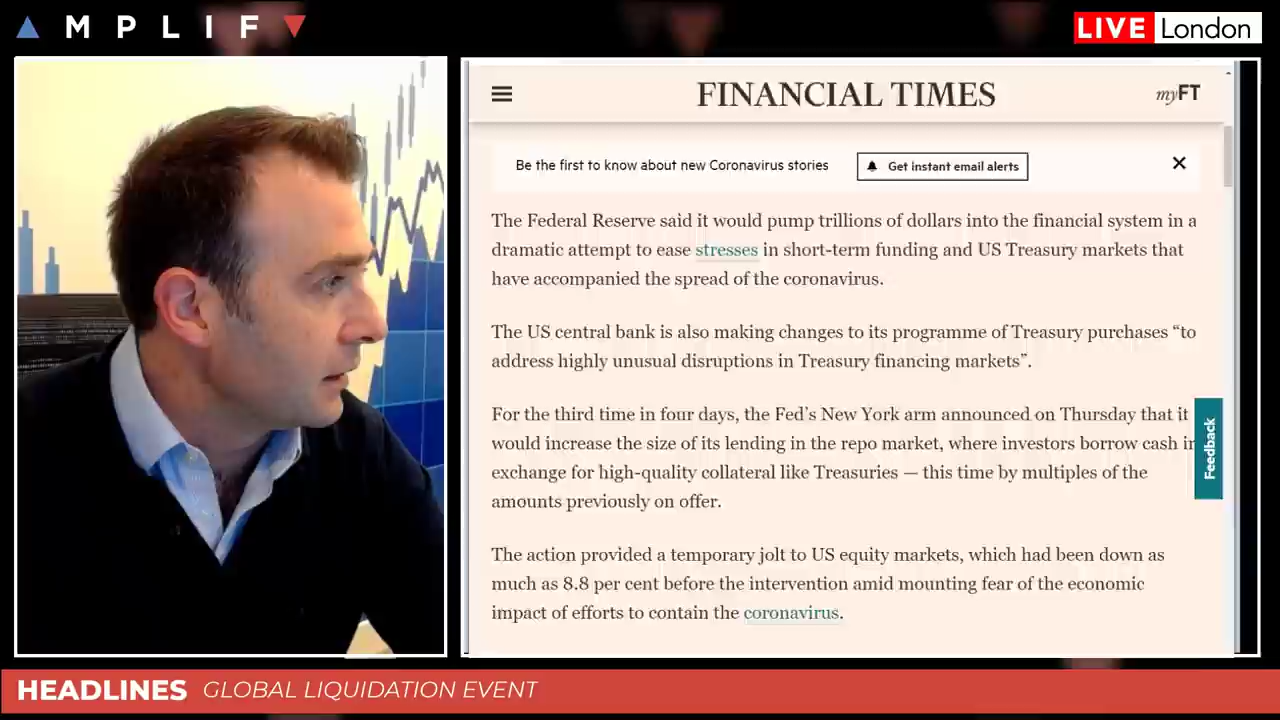 AMPLIFY
LIVE London
FINANCIAL TIMES
myFT
Be the first to know about new Coronavirus stories
Get instant email alerts
The Federal Reserve said it would pump trillions of dollars into the financial system in a
dramatic attempt to ease stresses in short-term funding and US Treasury markets that
have accompanied the spread of the coronavirus.
The US central bank is also making changes to its programme of Treasury purchases “to
address highly unusual disruptions in Treasury financing markets”.
For the third time in four days, the Fed’s New York arm announced on Thursday that it
would increase the size of its lending in the repo market, where investors borrow cash in
exchange for high-quality collateral like Treasuries — this time by multiples of the
amounts previously on offer.
The action provided a temporary jolt to US equity markets, which had been down as
much as 8.8 per cent before the intervention amid mounting fear of the economic
impact of efforts to contain the coronavirus.
Feedback
HEADLINES GLOBAL LIQUIDATION EVENT